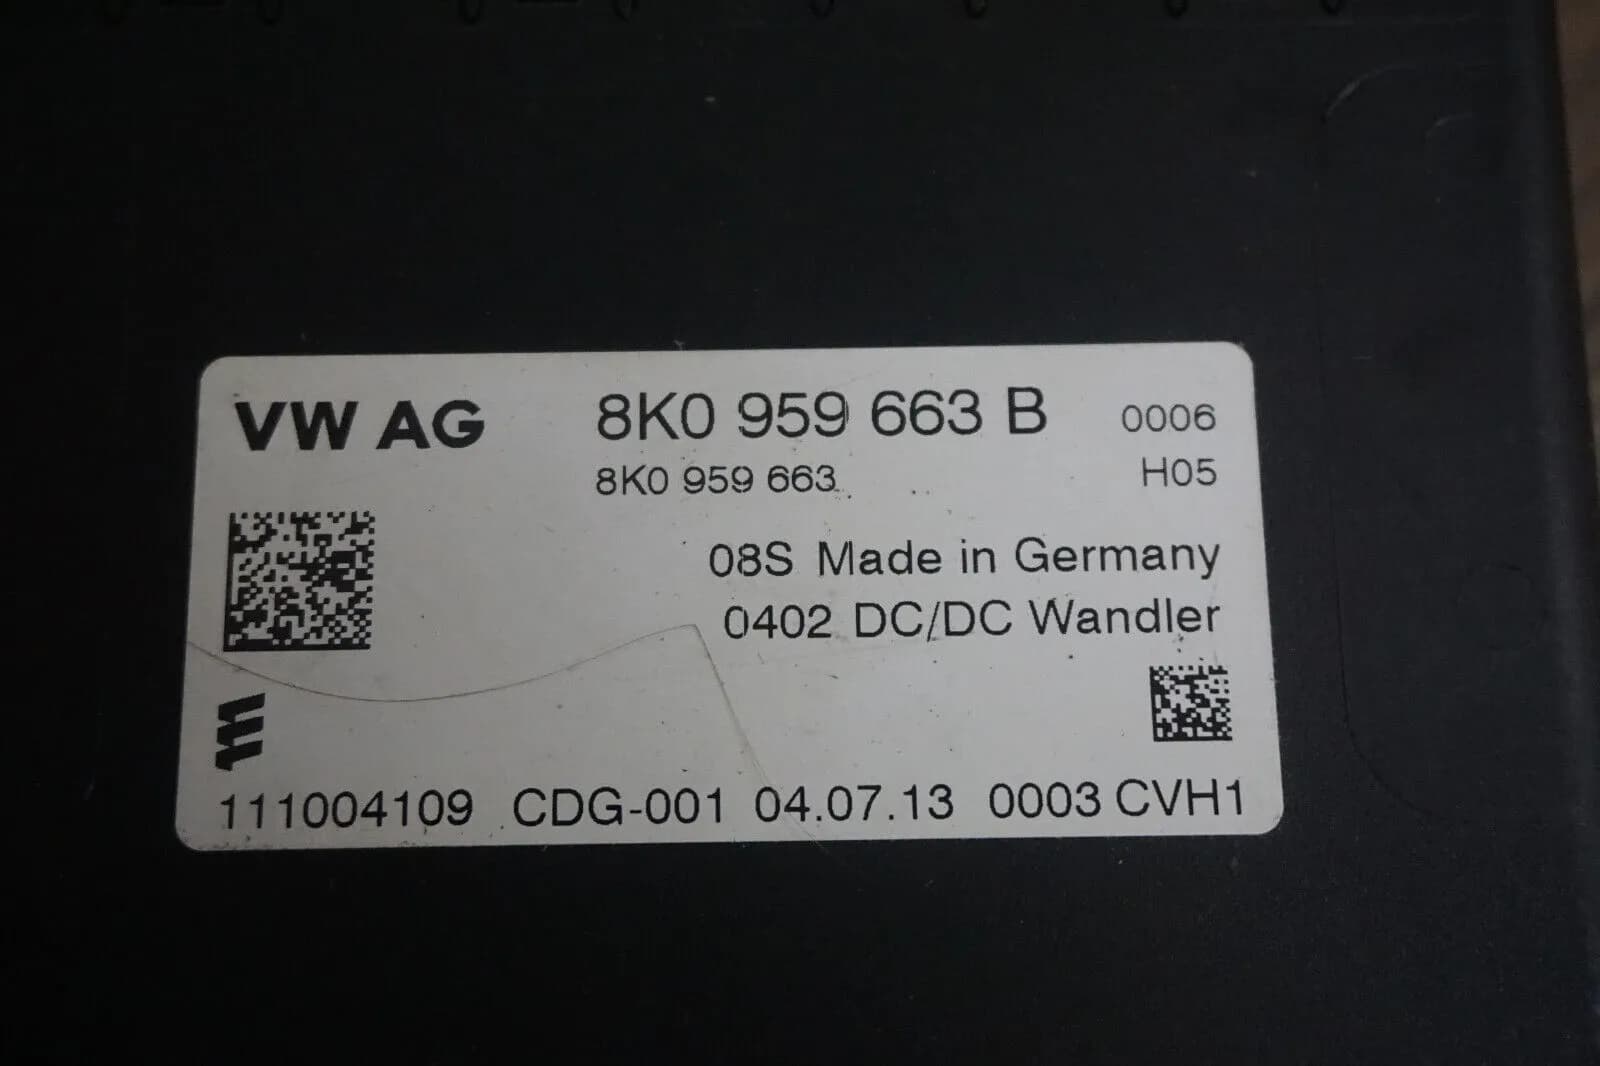 VW AG 8K0 959 663 B 0006
8K0 959 663 H05
08S Made in Germany
0402 DC/DC Wandler
111004109 CDG-001 04.07.13 0003 CVH1